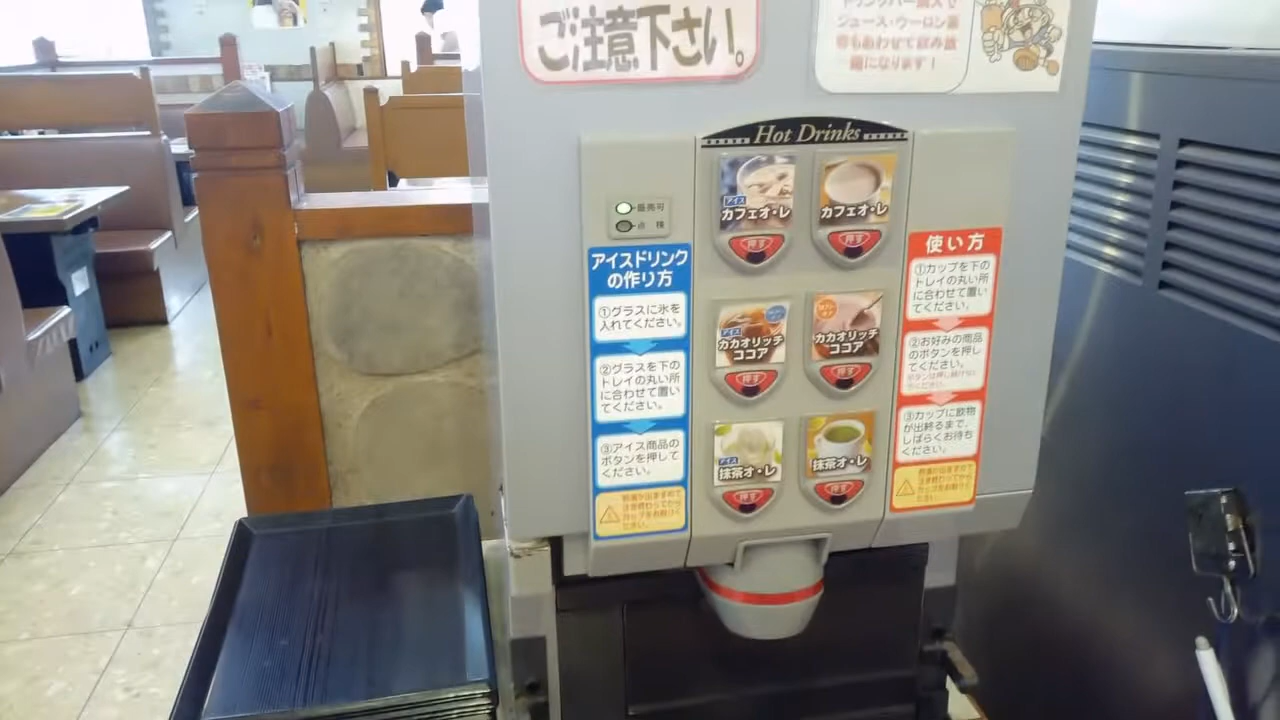 ご注意下さい。
ドリンクバー購入で
ジュース・ウーロン茶
等もあわせて飲み放
題になります！
Hot Drinks
販売可
点 検
アイスドリンク
の作り方
①グラスに氷を
入れてください。
②グラスを下の
トレイの丸い所
に合わせて置い
てください。
③アイス商品の
ボタンを押して
ください。
アイス
カフェオ・レ
押す
カフェオ・レ
押す
アイス
カカオリッチ
ココア
押す
カカオリッチ
ココア
押す
アイス
抹茶オ・レ
押す
抹茶オ・レ
押す
使い方
①カップを下の
トレイの丸い所
に合わせて置い
てください。
②お好みの商品
のボタンを押し
てください。
③カップに飲物
が出終るまで、
しばらくお待ち
ください。